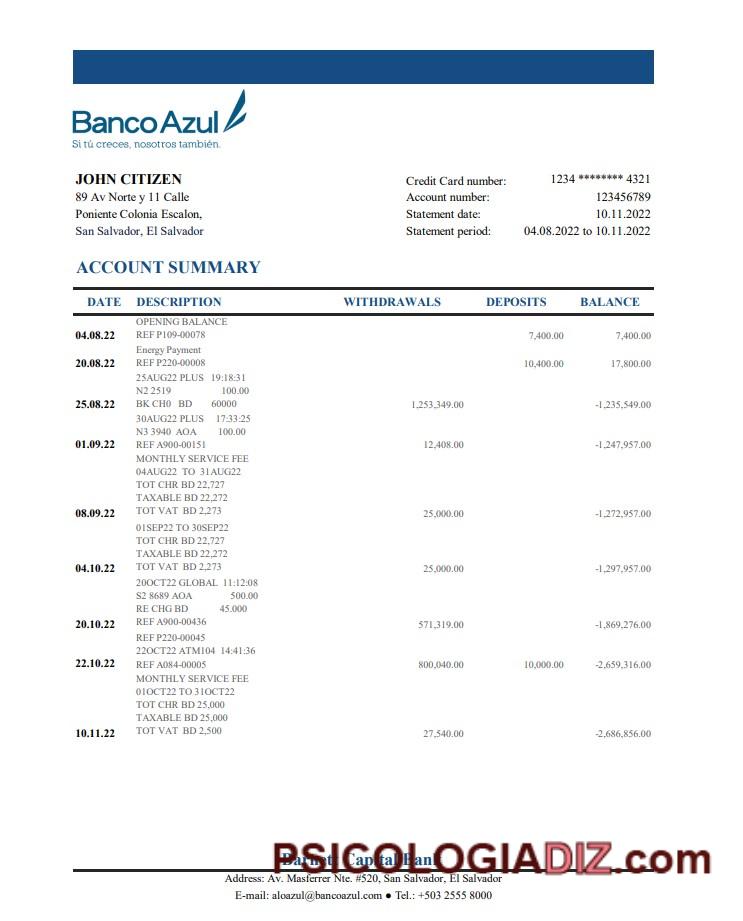 Banco Azul
Si tú creces, nosotros también.
JOHN CITIZEN
89 Av Norte y 11 Calle
Poniente Colonia Escalon,
San Salvador, El Salvador
Credit Card number: 1234 ******** 4321
Account number: 123456789
Statement date: 10.11.2022
Statement period: 04.08.2022 to 10.11.2022
ACCOUNT SUMMARY
DATE DESCRIPTION WITHDRAWALS DEPOSITS BALANCE
OPENING BALANCE
04.08.22 REF P109-00078 7,400.00 7,400.00
Energy Payment
20.08.22 REF P220-00008 10,400.00 17,800.00
25AUG22 PLUS 19:18:31
N2 2519 100.00
25.08.22 BK CH0 BD 60000 1,253,349.00 -1,235,549.00
30AUG22 PLUS 17:33:25
N3 3940 AOA 100.00
01.09.22 REF A900-00151 12,408.00 -1,247,957.00
MONTHLY SERVICE FEE
04AUG22 TO 31AUG22
TOT CHR BD 22,727
TAXABLE BD 22,272
08.09.22 TOT VAT BD 2,273 25,000.00 -1,272,957.00
01SEP22 TO 30SEP22
TOT CHR BD 22,727
TAXABLE BD 22,272
04.10.22 TOT VAT BD 2,273 25,000.00 -1,297,957.00
20OCT22 GLOBAL 11:12:08
S2 8689 AOA 500.00
RE CHG BD 45.000
20.10.22 REF A900-00436 571,319.00 -1,869,276.00
REF P220-00045
22OCT22 ATM104 14:41:36
22.10.22 REF A084-00005 800,040.00 10,000.00 -2,659,316.00
MONTHLY SERVICE FEE
01OCT22 TO 31OCT22
TOT CHR BD 25,000
TAXABLE BD 25,000
10.11.22 TOT VAT BD 2,500 27,540.00 -2,686,856.00
Barnett Capital Bank
PSICOLOGIADIZ.com
Address: Av. Masferrer Nte. #520, San Salvador, El Salvador
E-mail: aloazul@bancoazul.com ● Tel.: +503 2555 8000